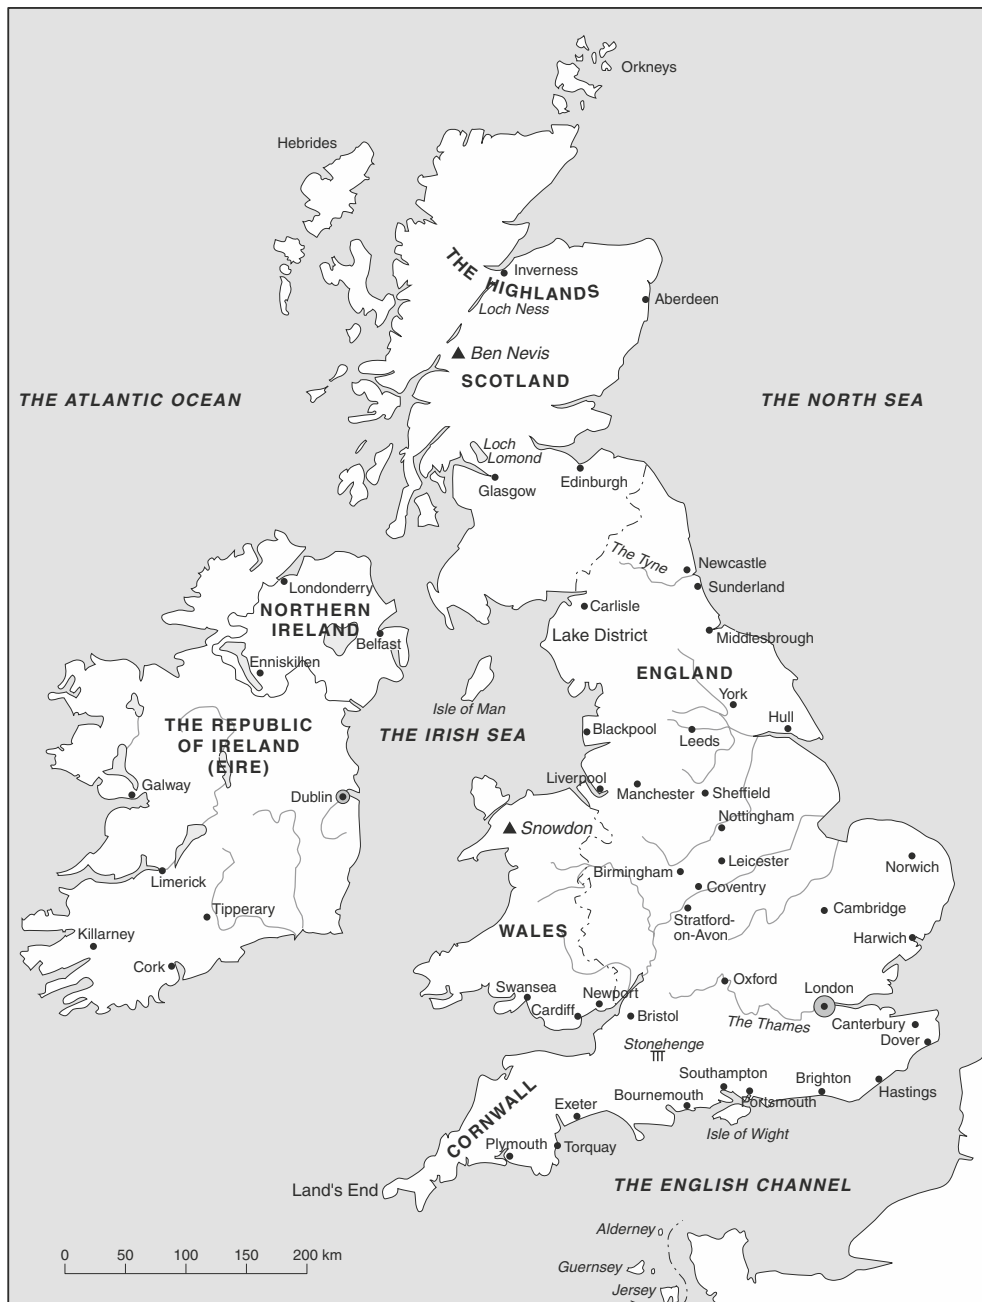 Orkneys
Hebrides
THE HIGHLANDS
Inverness
Loch Ness
Aberdeen
Ben Nevis
SCOTLAND
THE ATLANTIC OCEAN
THE NORTH SEA
Loch
Lomond
Glasgow
Edinburgh
The Tyne
Newcastle
Sunderland
Londonderry
NORTHERN
IRELAND
Belfast
Enniskillen
Carlisle
Lake District
Middlesbrough
ENGLAND
Isle of Man
York
THE REPUBLIC
OF IRELAND
(EIRE)
THE IRISH SEA
Blackpool
Leeds
Hull
Galway
Dublin
Liverpool
Manchester
Sheffield
Nottingham
Snowdon
Birmingham
Leicester
Coventry
Norwich
Limerick
Tipperary
Killarney
Cork
WALES
Stratford-
on-Avon
Cambridge
Harwich
Swansea
Cardiff
Newport
Bristol
Oxford
London
The Thames
Canterbury
Dover
Stonehenge
Southampton
Bournemouth
Portsmouth
Brighton
Hastings
Isle of Wight
CORNWALL
Exeter
Plymouth
Torquay
Land's End
THE ENGLISH CHANNEL
Alderney
Guernsey
Jersey
0 50 100 150 200 km